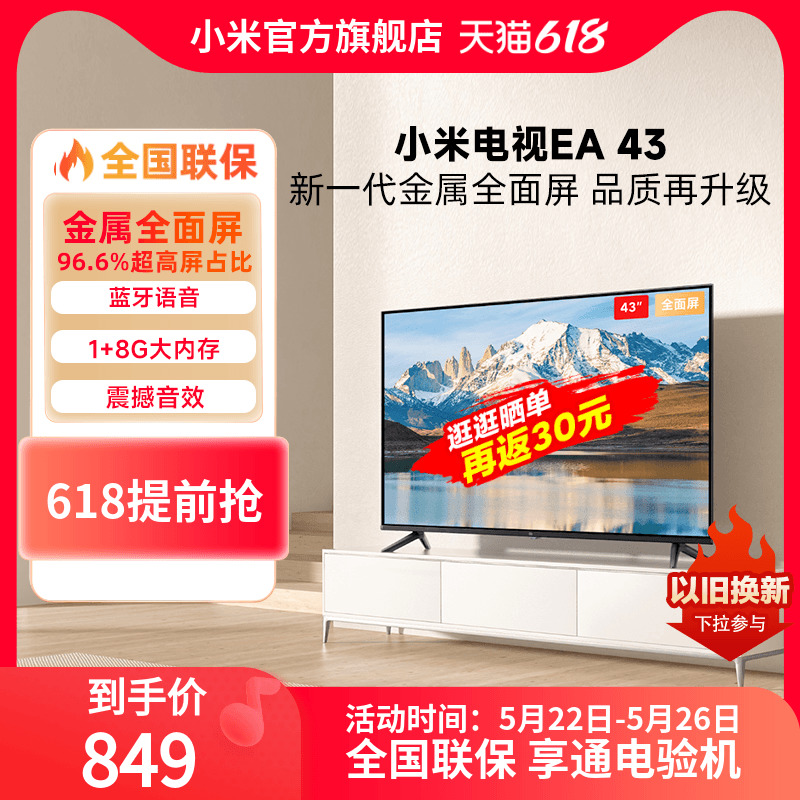 小米官方旗舰店 天猫618
小米电视EA 43
新一代金属全面屏 品质再升级
全国联保
金属全面屏
96.6%超高屏占比
蓝牙语音
1+8G大内存
震撼音效
618提前抢
43" 全面屏
逛逛晒单
再返30元
以旧换新
下拉参与
到手价
849
活动时间：5月22日-5月26日
全国联保 享通电验机